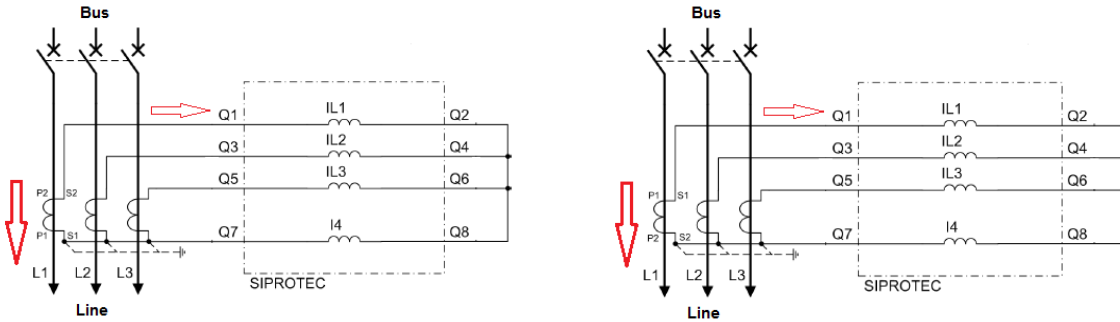 Bus
Q1 IL1 Q2
Q3 IL2 Q4
Q5 IL3 Q6
P2 S2
P1 S1
Q7 I4 Q8
L1 L2 L3
SIPROTEC
Line
Bus
Q1 IL1 Q2
Q3 IL2 Q4
Q5 IL3 Q6
P1 S1
P2 S2
Q7 I4 Q8
L1 L2 L3
SIPROTEC
Line